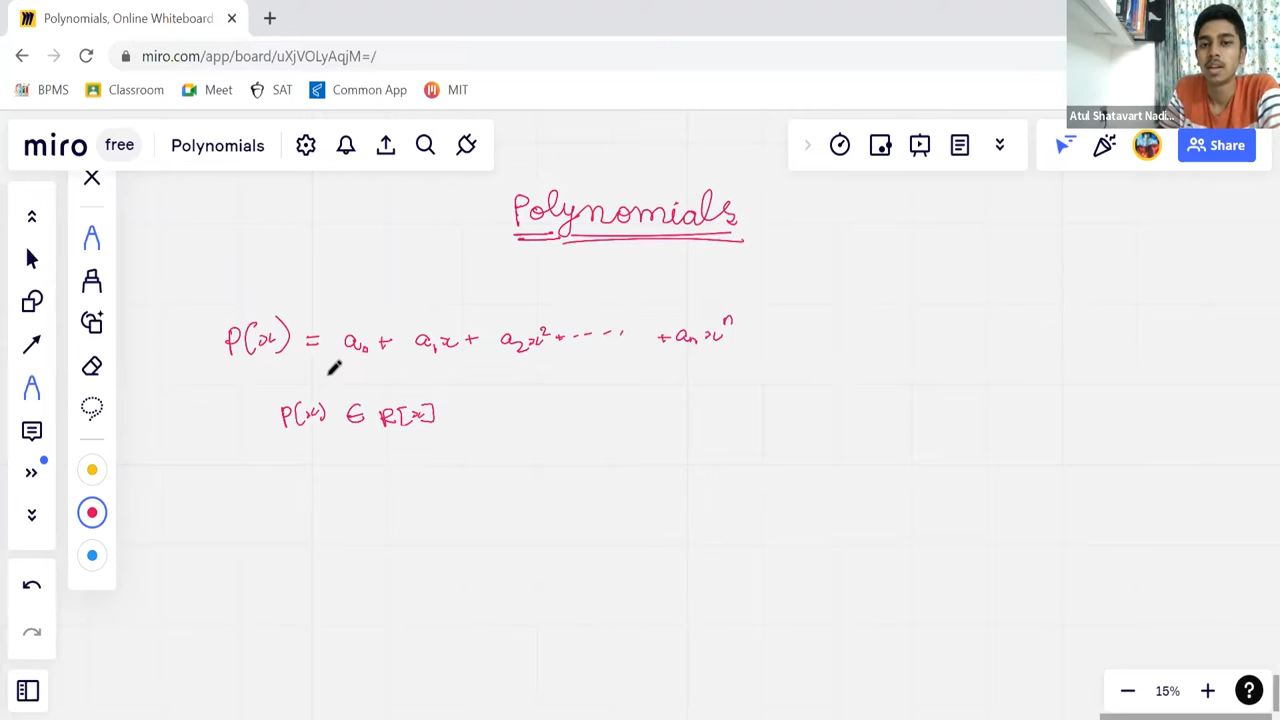 Polynomials, Online Whiteboard
miro.com/app/board/uXjVOLyAqjM=/
BPMS Classroom Meet SAT Common App MIT
Atul Shatavart Nadi...
miro free Polynomials
Share
Polynomials
P(x) = a₀ + a₁x + a₂x² + ...... + aₙxⁿ
P(x) ∈ R[x]
15%